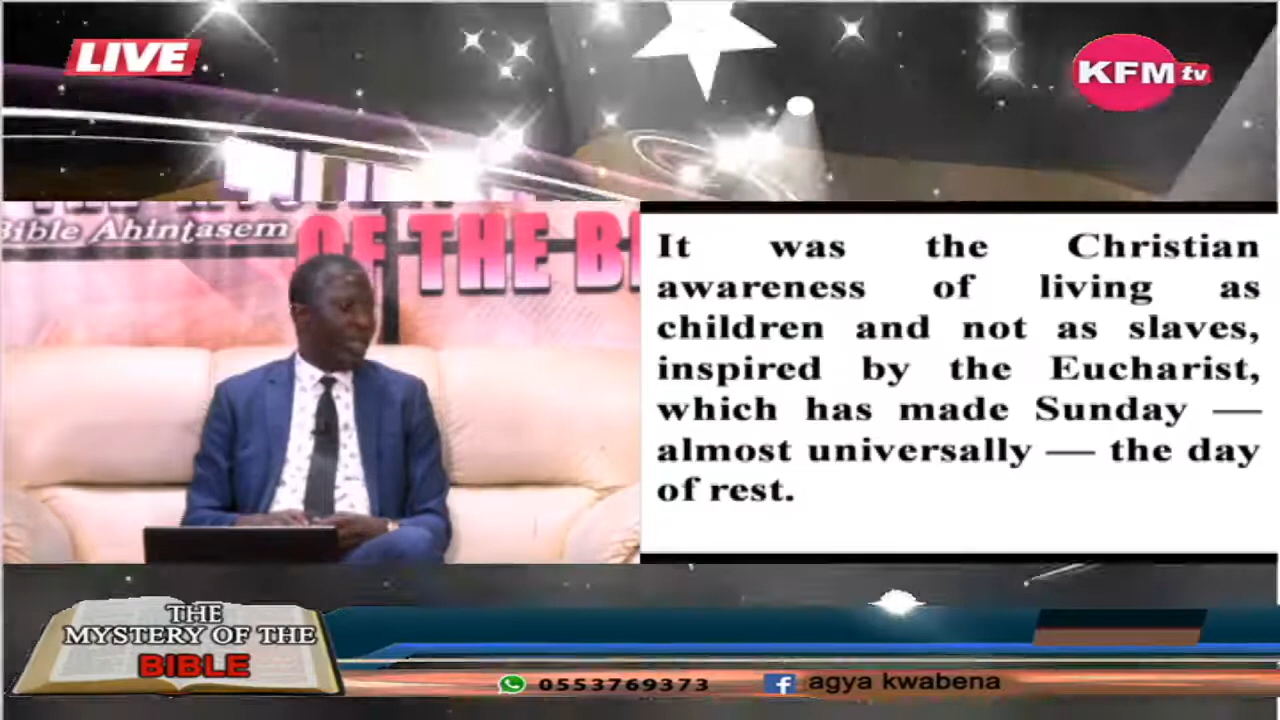 LIVE
KFM tv
Bible Ahintasem
OF THE
It was the Christian
awareness of living as
children and not as slaves,
inspired by the Eucharist,
which has made Sunday —
almost universally — the day
of rest.
THE
MYSTERY OF THE
BIBLE
0553769373
agya kwabena